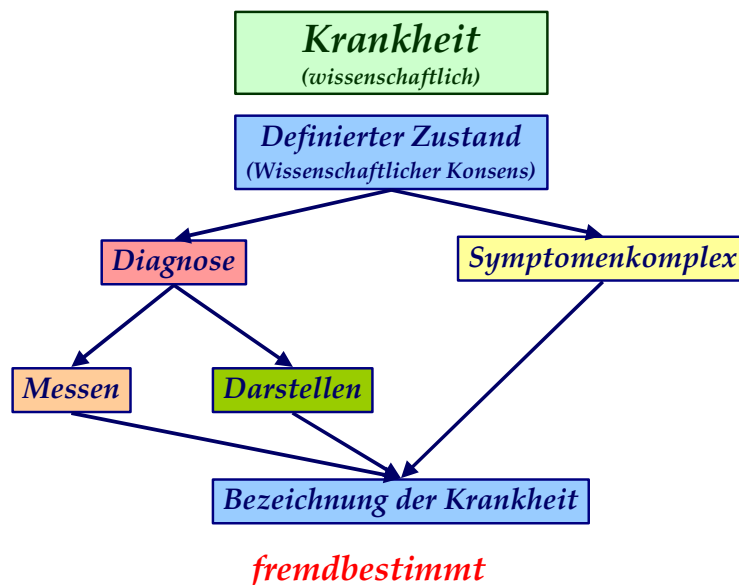 Krankheit
(wissenschaftlich)
Definierter Zustand
(Wissenschaftlicher Konsens)
Diagnose
Symptomenkomplex
Messen
Darstellen
Bezeichnung der Krankheit
fremdbestimmt